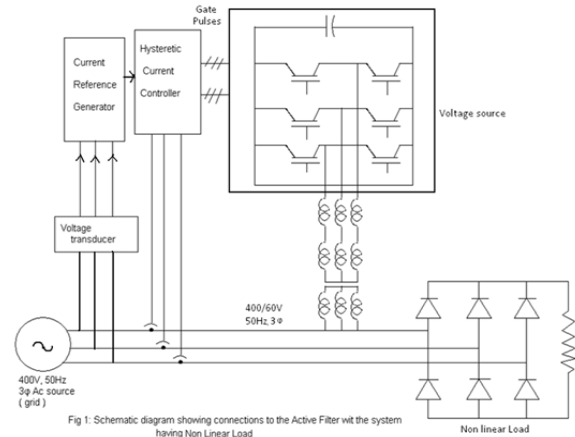 Gate
Pulses
Current
Reference
Generator
Hysteretic
Current
Controller
Voltage source
Voltage
transducer
400/60V
50Hz, 3φ
400V, 50Hz
3φ Ac source
( grid )
Fig 1: Schematic diagram showing connections to the Active Filter wit the system
having Non Linear Load
Non linear Load